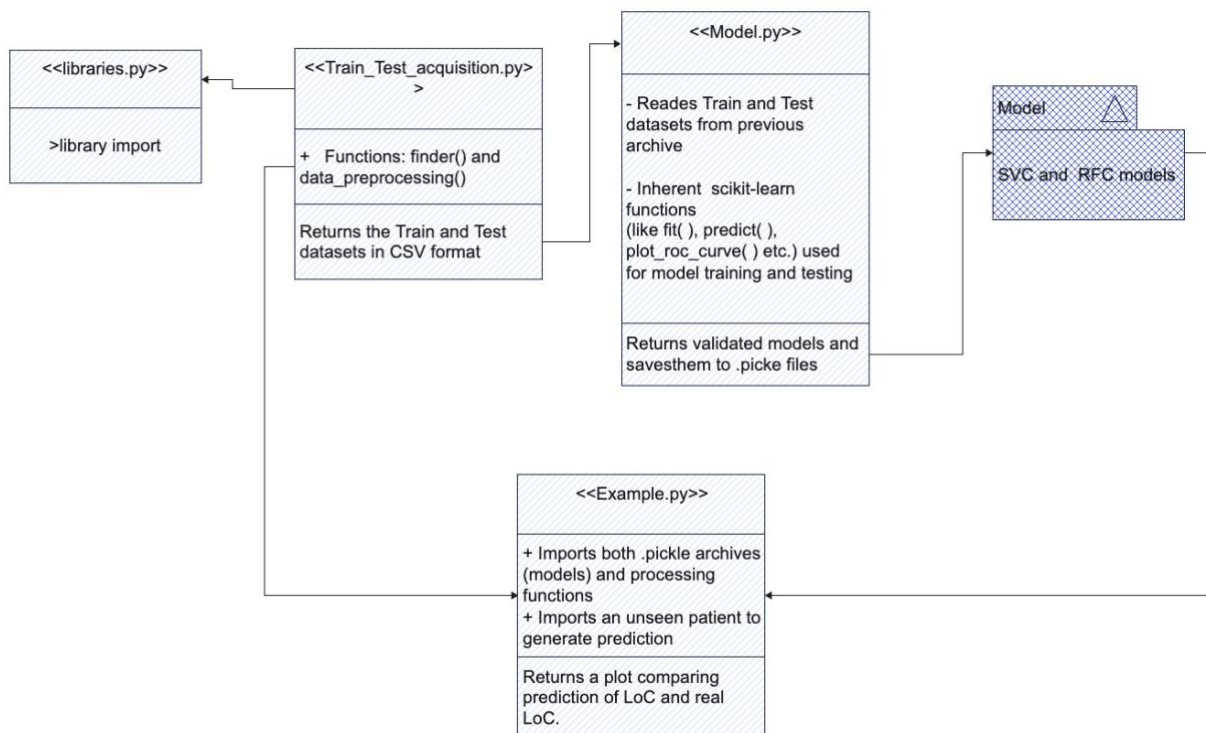 <<libraries.py>>
>library import
<<Train_Test_acquisition.py>
>
+ Functions: finder() and
data_preprocessing()
Returns the Train and Test
datasets in CSV format
<<Model.py>>
- Reades Train and Test
datasets from previous
archive
- Inherent scikit-learn
functions
(like fit( ), predict( ),
plot_roc_curve( ) etc.) used
for model training and testing
Returns validated models and
savesthem to .picke files
Model
SVC and RFC models
<<Example.py>>
+ Imports both .pickle archives
(models) and processing
functions
+ Imports an unseen patient to
generate prediction
Returns a plot comparing
prediction of LoC and real
LoC.